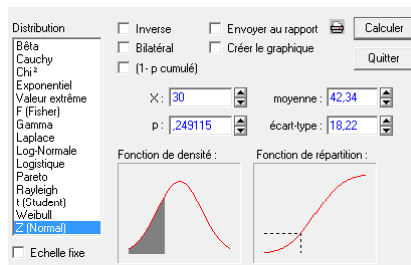 Distribution
Bêta
Cauchy
Chi ²
Exponentiel
Valeur extrême
F (Fisher)
Gamma
Laplace
Log-Normale
Logistique
Pareto
Rayleigh
t (Student)
Weibull
Z (Normal)
Echelle fixe
Inverse
Envoyer au rapport
Calculer
Bilatéral
Créer le graphique
Quitter
(1- p cumulé)
X : 30
moyenne : 42,34
p : ,249115
écart-type : 18,22
Fonction de densité :
Fonction de répartition :